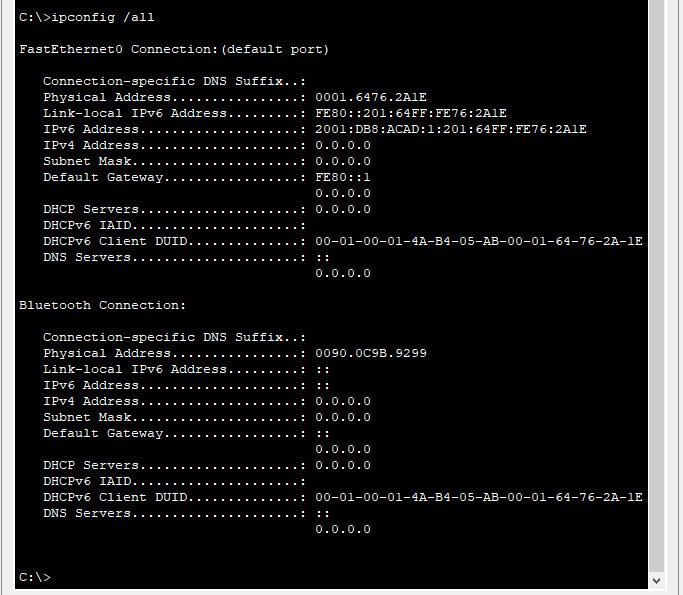 C:\>ipconfig /all
FastEthernet0 Connection:(default port)
Connection-specific DNS Suffix..:
Physical Address................: 0001.6476.2A1E
Link-local IPv6 Address.........: FE80::201:64FF:FE76:2A1E
IPv6 Address....................: 2001:DB8:ACAD:1:201:64FF:FE76:2A1E
IPv4 Address....................: 0.0.0.0
Subnet Mask.....................: 0.0.0.0
Default Gateway.................: FE80::1
0.0.0.0
DHCP Servers....................: 0.0.0.0
DHCPv6 IAID.....................:
DHCPv6 Client DUID..............: 00-01-00-01-4A-B4-05-AB-00-01-64-76-2A-1E
DNS Servers.....................: ::
0.0.0.0
Bluetooth Connection:
Connection-specific DNS Suffix..:
Physical Address................: 0090.0C9B.9299
Link-local IPv6 Address.........: ::
IPv6 Address....................: ::
IPv4 Address....................: 0.0.0.0
Subnet Mask.....................: 0.0.0.0
Default Gateway.................: ::
0.0.0.0
DHCP Servers....................: 0.0.0.0
DHCPv6 IAID.....................:
DHCPv6 Client DUID..............: 00-01-00-01-4A-B4-05-AB-00-01-64-76-2A-1E
DNS Servers.....................: ::
0.0.0.0
C:\>